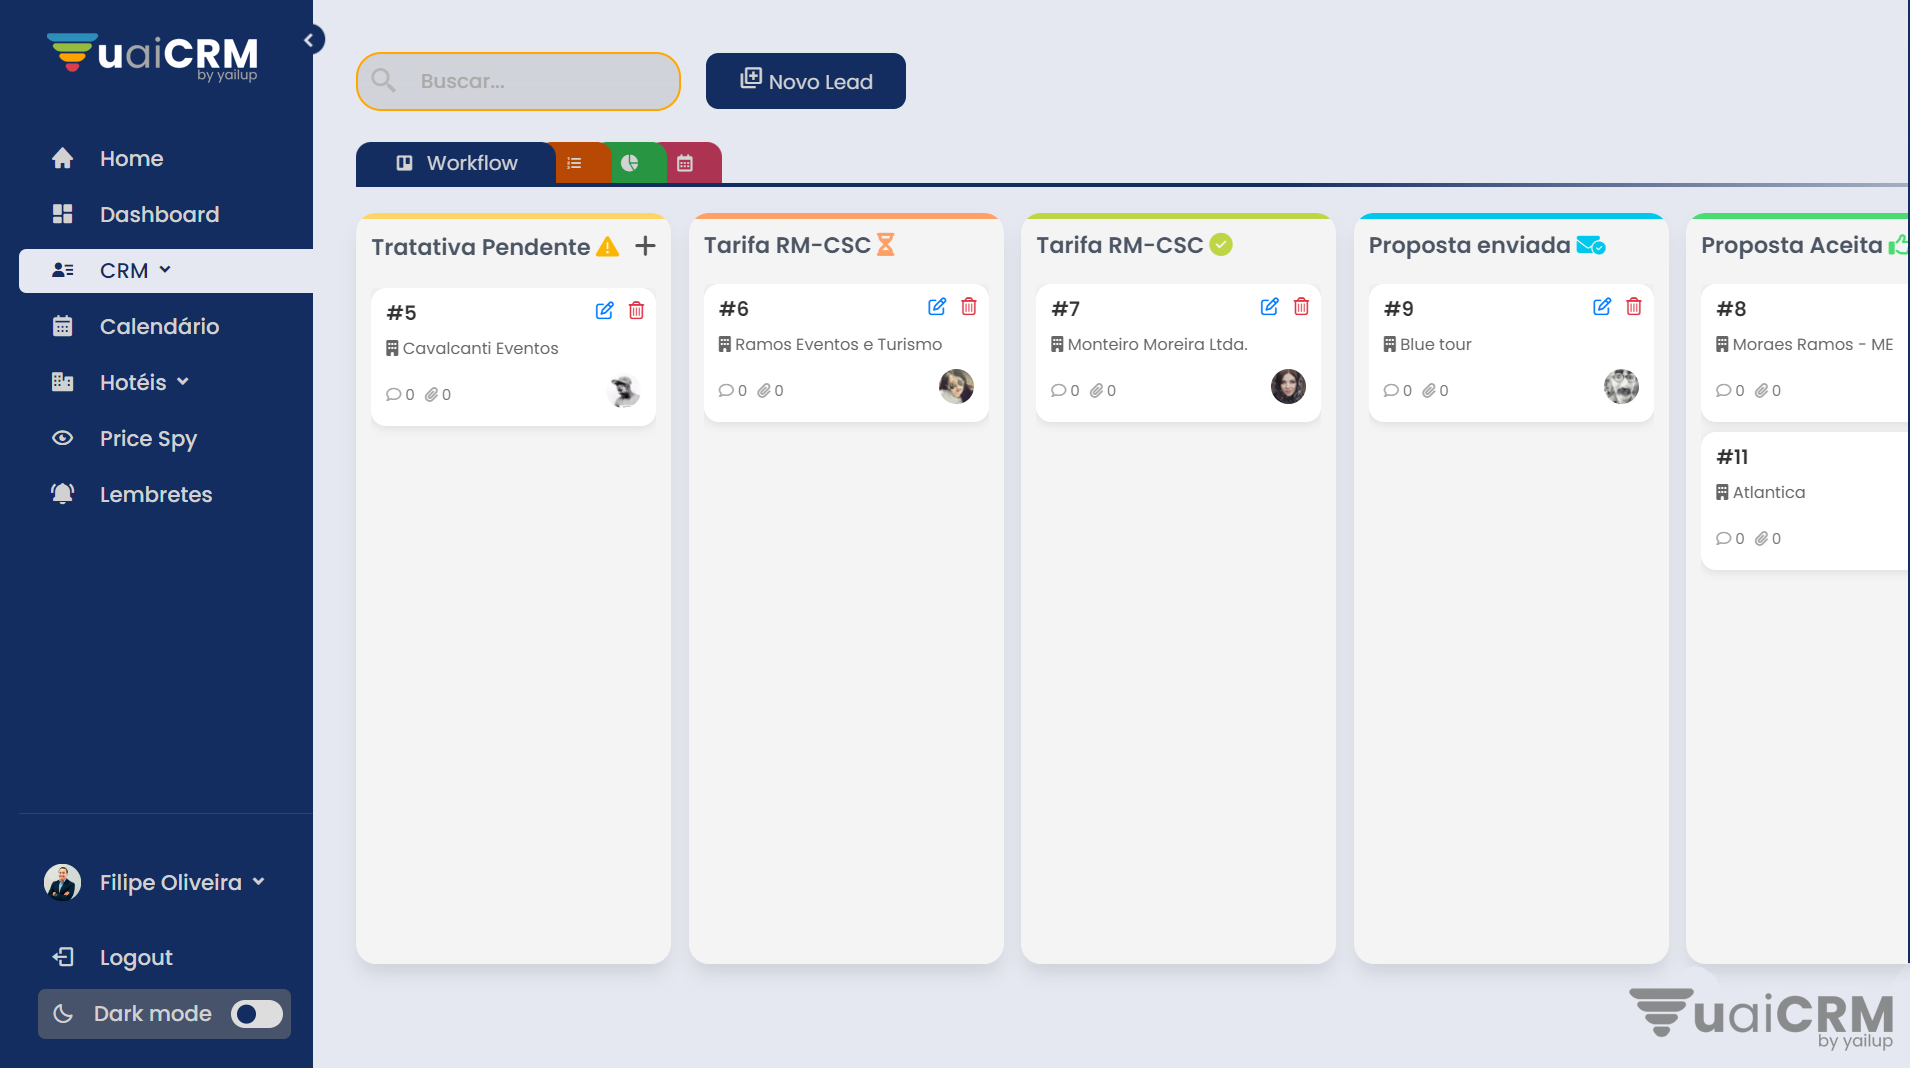 uaiCRM
by yailup
Home
Dashboard
CRM
Calendário
Hotéis
Price Spy
Lembretes
Filipe Oliveira
Logout
Dark mode
Buscar...
Novo Lead
Workflow
Tratativa Pendente
#5
Cavalcanti Eventos
0 0
Tarifa RM-CSC
#6
Ramos Eventos e Turismo
0 0
Tarifa RM-CSC
#7
Monteiro Moreira Ltda.
0 0
Proposta enviada
#9
Blue tour
0 0
Proposta Aceita
#8
Moraes Ramos - ME
0 0
#11
Atlantica
0 0
uaiCRM
by yailup